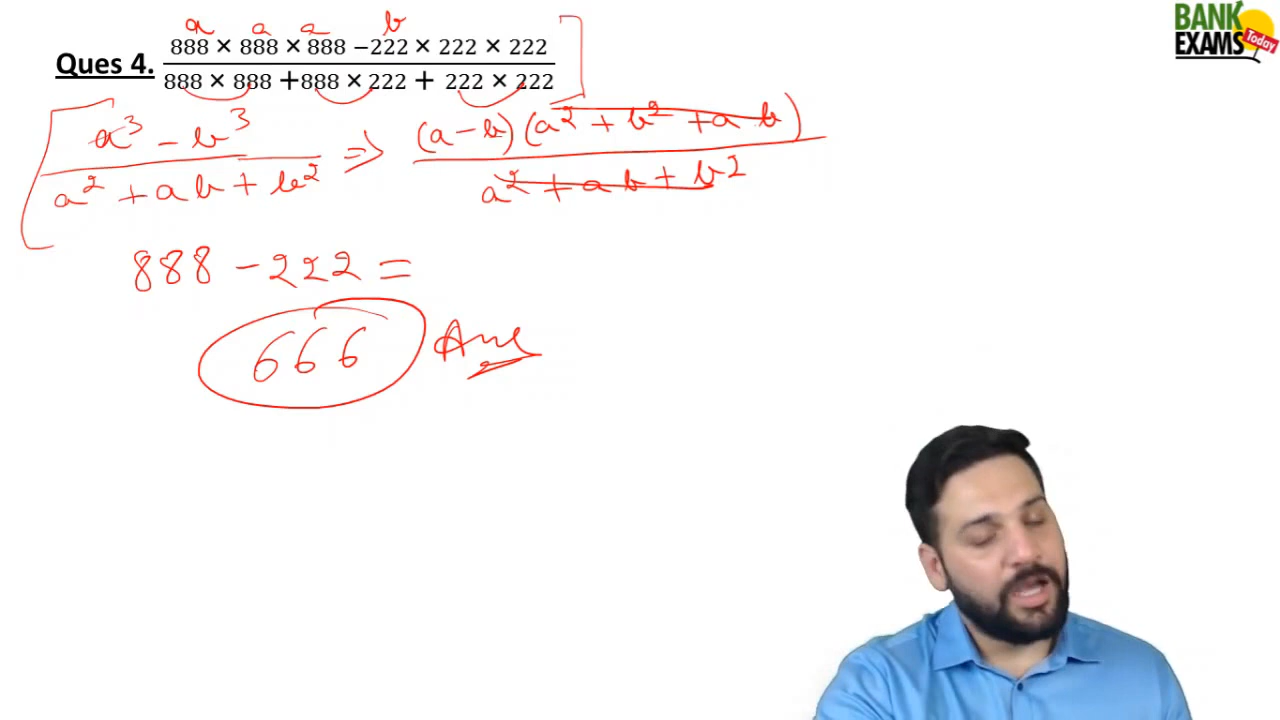 a a a b
888 × 888 × 888 −222 × 222 × 222
Ques 4.
888 × 888 +888 × 222 + 222 × 222
a³ − b³
a² + ab + b²
⇒
(a − b) (a² + b² + ab)
a² + ab + b²
888 − 222 =
666 Ans
BANK
EXAMS Today